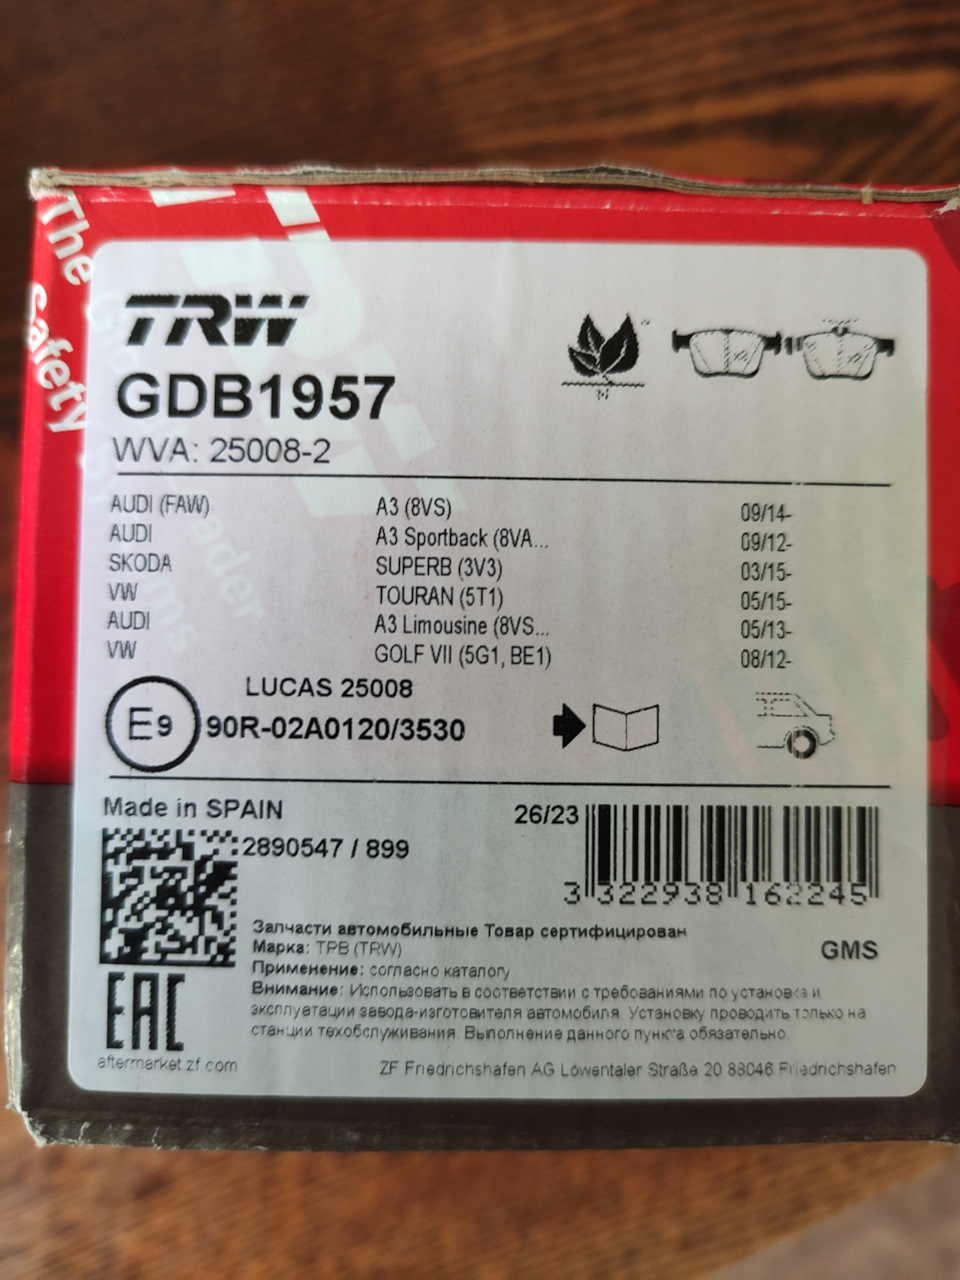 The
Safety
TRW
GDB1957
WVA: 25008-2
AUDI (FAW) A3 (8VS) 09/14-
AUDI A3 Sportback (8VA... 09/12-
SKODA SUPERB (3V3) 03/15-
VW TOURAN (5T1) 05/15-
AUDI A3 Limousine (8VS... 05/13-
VW GOLF VII (5G1, BE1) 08/12-
LUCAS 25008
E9 90R-02A0120/3530
Made in SPAIN
26/23
2890547 / 899
3 322938 162245
Запчасти автомобильные Товар сертифицирован
Марка: ТРВ (TRW)
GMS
Применение: согласно каталогу
Внимание: Использовать в соответствии с требованиями по установке и
эксплуатации завода-изготовителя автомобиля. Установку проводить только на
станции техобслуживания. Выполнение данного пункта обязательно.
EAC
aftermarket.zf.com
ZF Friedrichshafen AG Löwentaler Straße 20 88046 Friedrichshafen